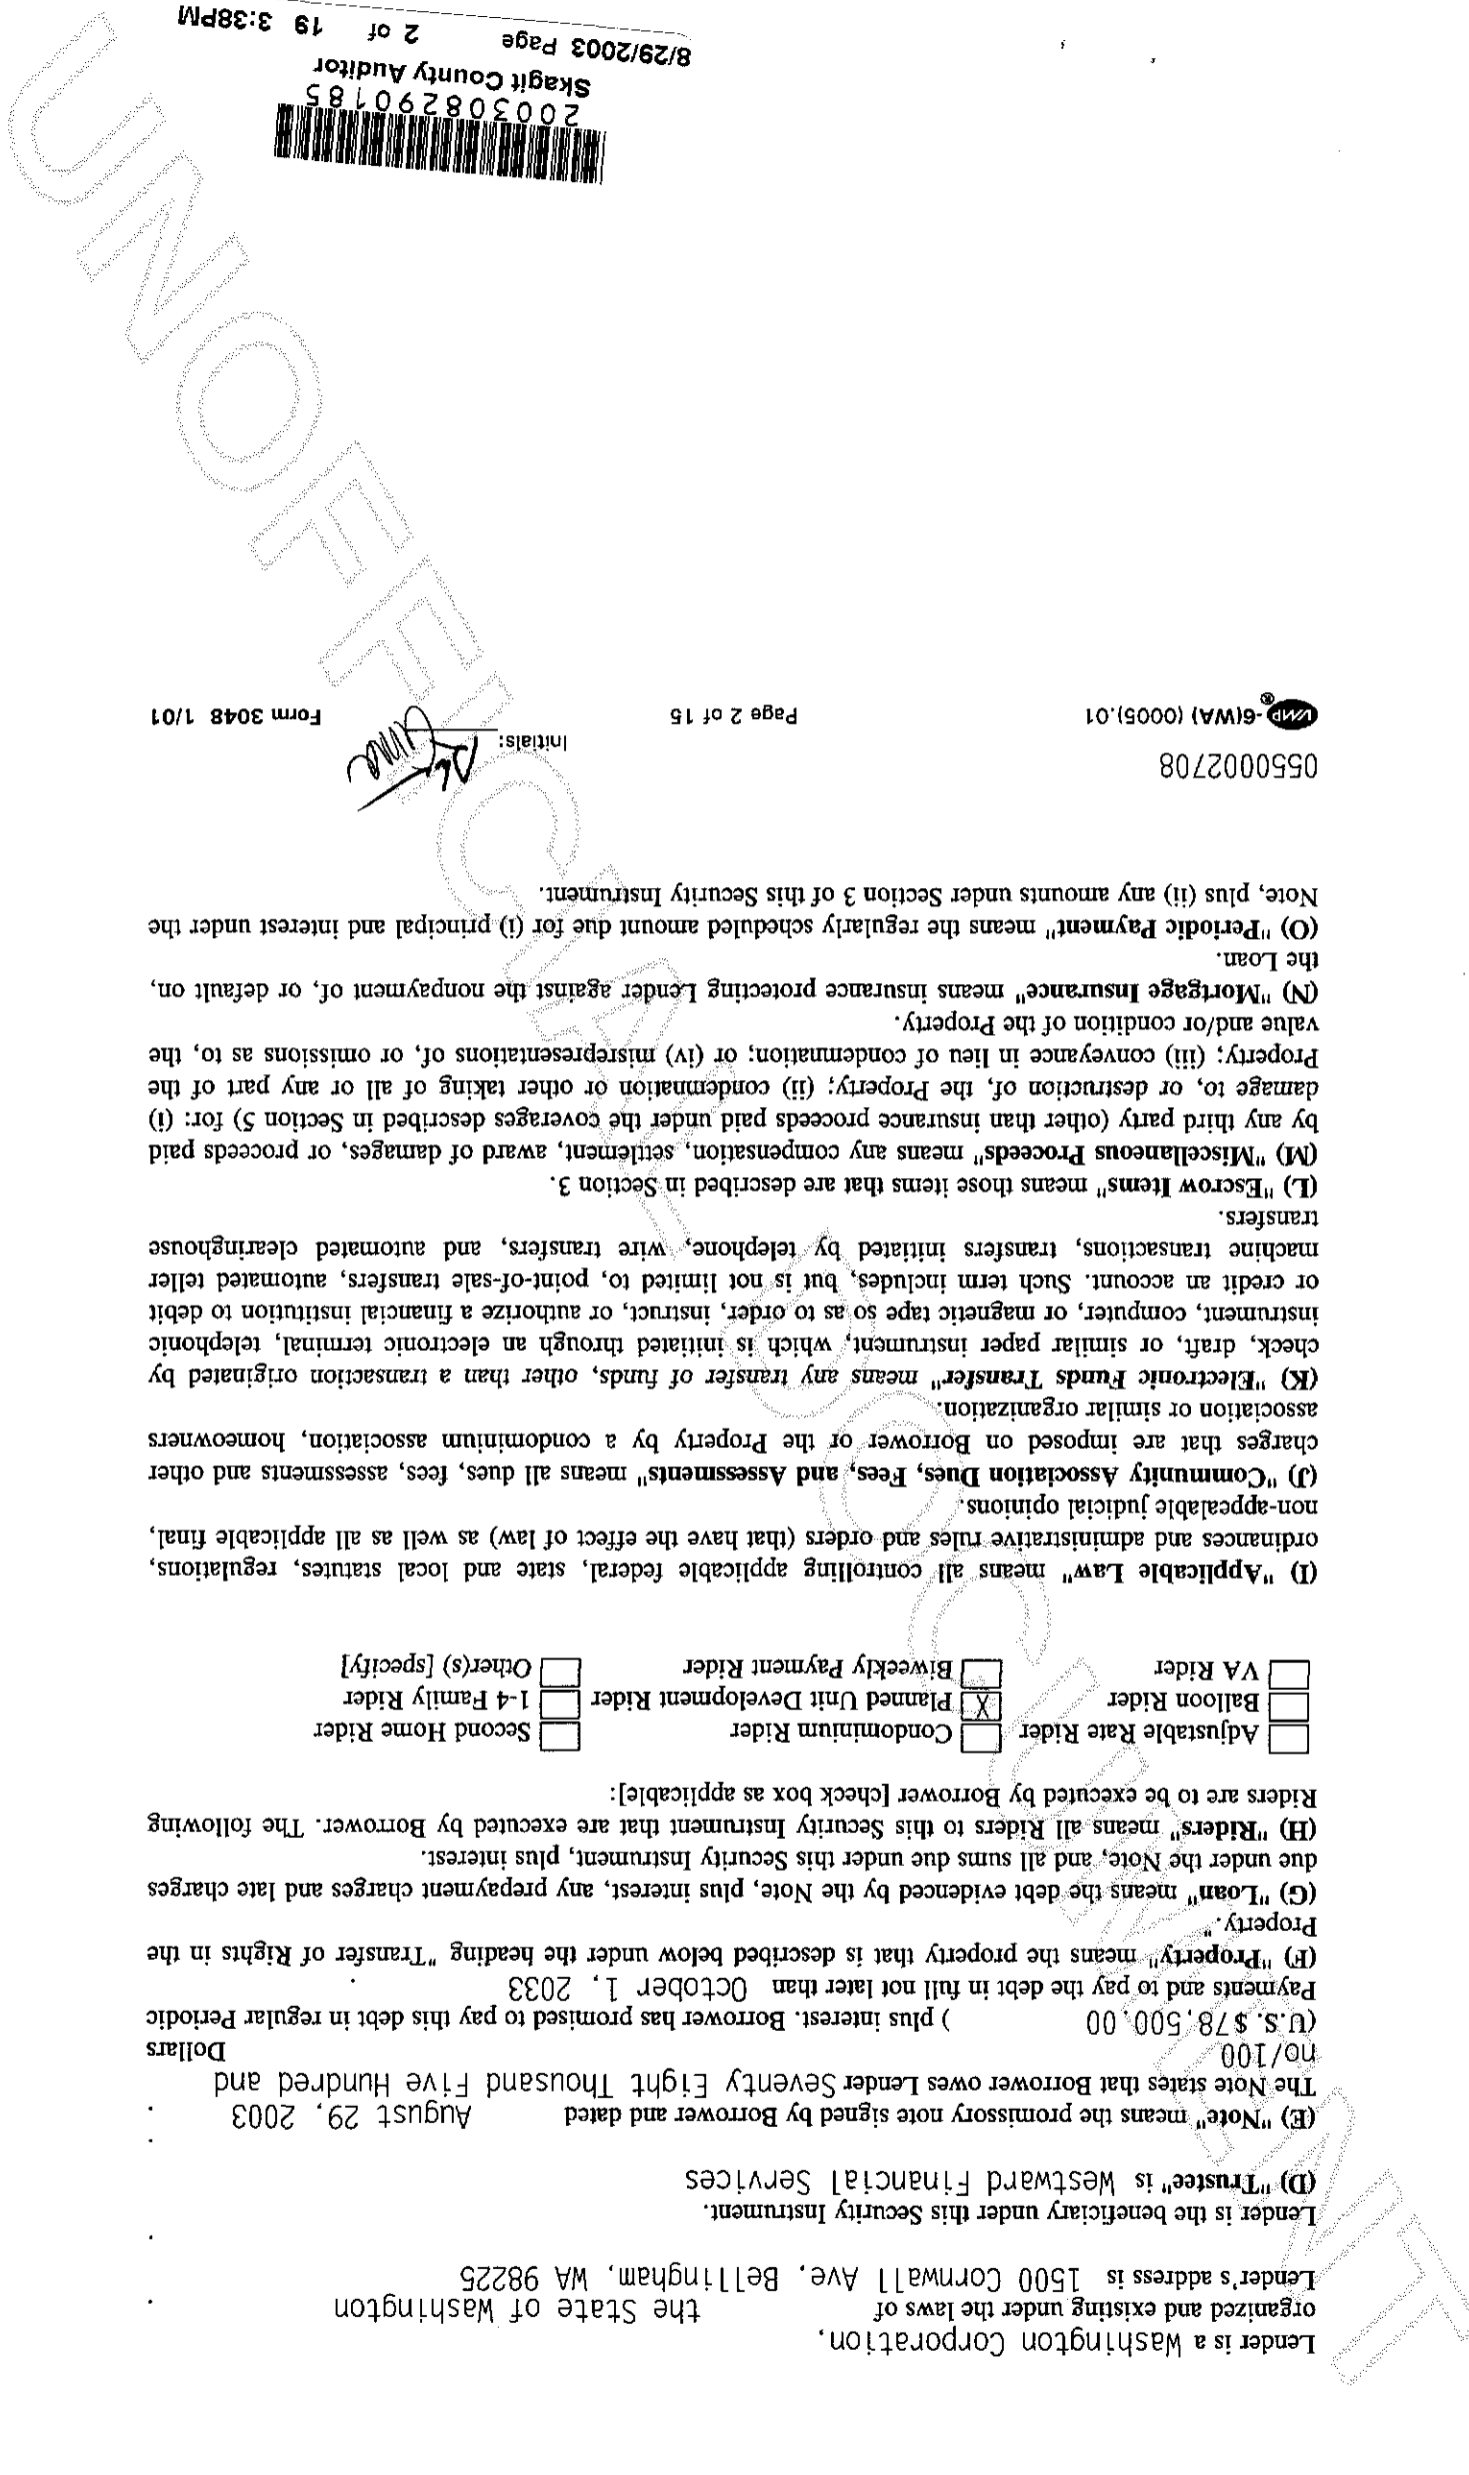 Lender is a Washington Corporation,
organized and existing under the laws of the State of Washington .
Lender's address is 1500 Cornwall Ave, Bellingham, WA 98225
.
Lender is the beneficiary under this Security Instrument.
(D) "Trustee" is Westward Financial Services
.
(E) "Note" means the promissory note signed by Borrower and dated August 29, 2003 .
The Note states that Borrower owes Lender Seventy Eight Thousand Five Hundred and
no/100 Dollars
(U.S. $78,500.00 ) plus interest. Borrower has promised to pay this debt in regular Periodic
Payments and to pay the debt in full not later than October 1, 2033 .
(F) "Property" means the property that is described below under the heading "Transfer of Rights in the
Property."
(G) "Loan" means the debt evidenced by the Note, plus interest, any prepayment charges and late charges
due under the Note, and all sums due under this Security Instrument, plus interest.
(H) "Riders" means all Riders to this Security Instrument that are executed by Borrower. The following
Riders are to be executed by Borrower [check box as applicable]:
Adjustable Rate Rider Condominium Rider Second Home Rider
Balloon Rider X Planned Unit Development Rider 1-4 Family Rider
VA Rider Biweekly Payment Rider Other(s) [specify]
(I) "Applicable Law" means all controlling applicable federal, state and local statutes, regulations,
ordinances and administrative rules and orders (that have the effect of law) as well as all applicable final,
non-appealable judicial opinions.
(J) "Community Association Dues, Fees, and Assessments" means all dues, fees, assessments and other
charges that are imposed on Borrower or the Property by a condominium association, homeowners
association or similar organization.
(K) "Electronic Funds Transfer" means any transfer of funds, other than a transaction originated by
check, draft, or similar paper instrument, which is initiated through an electronic terminal, telephonic
instrument, computer, or magnetic tape so as to order, instruct, or authorize a financial institution to debit
or credit an account. Such term includes, but is not limited to, point-of-sale transfers, automated teller
machine transactions, transfers initiated by telephone, wire transfers, and automated clearinghouse
transfers.
(L) "Escrow Items" means those items that are described in Section 3.
(M) "Miscellaneous Proceeds" means any compensation, settlement, award of damages, or proceeds paid
by any third party (other than insurance proceeds paid under the coverages described in Section 5) for: (i)
damage to, or destruction of, the Property; (ii) condemnation or other taking of all or any part of the
Property; (iii) conveyance in lieu of condemnation; or (iv) misrepresentations of, or omissions as to, the
value and/or condition of the Property.
(N) "Mortgage Insurance" means insurance protecting Lender against the nonpayment of, or default on,
the Loan.
(O) "Periodic Payment" means the regularly scheduled amount due for (i) principal and interest under the
Note, plus (ii) any amounts under Section 3 of this Security Instrument.
0550002708
Initials:
VMP®-6(WA) (0005).01 Page 2 of 15 Form 3048 1/01
200308290185
Skagit County Auditor
8/29/2003 Page 2 of 19 3:38PM
UNOFFICIAL DOCUMENT